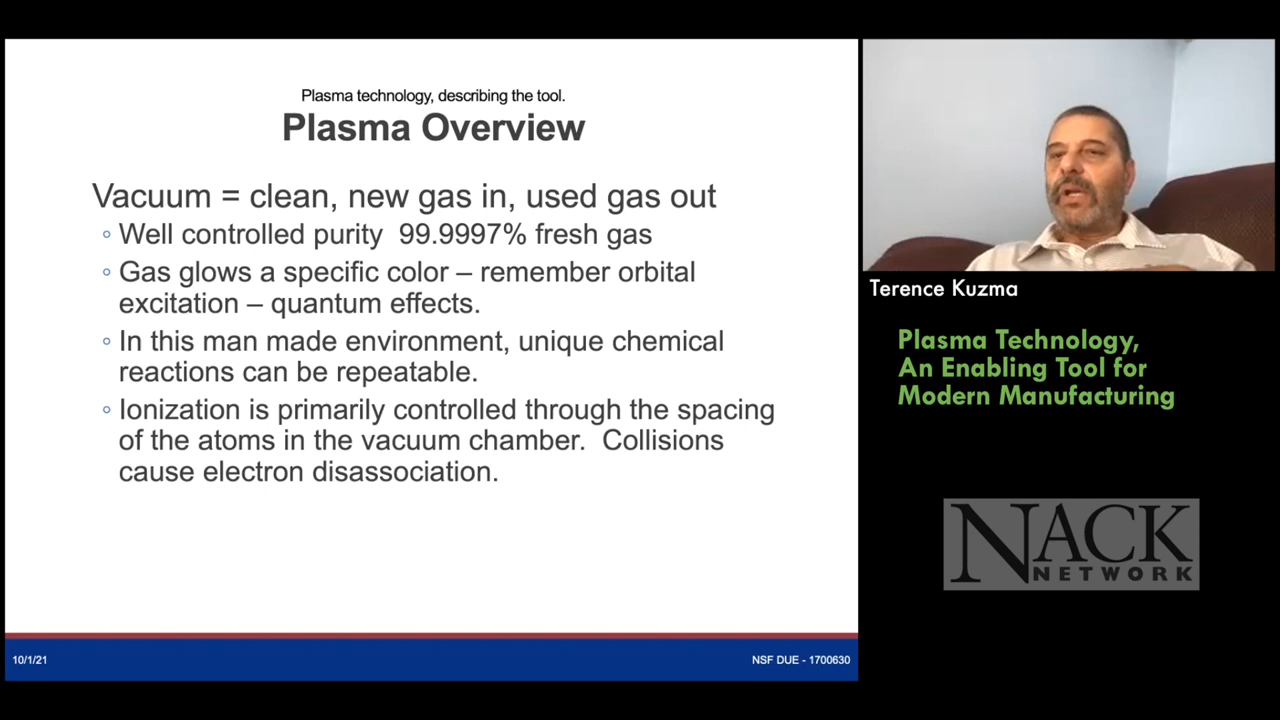 Plasma technology, describing the tool.
Plasma Overview
Vacuum = clean, new gas in, used gas out
◦ Well controlled purity 99.9997% fresh gas
◦ Gas glows a specific color – remember orbital
excitation – quantum effects.
◦ In this man made environment, unique chemical
reactions can be repeatable.
◦ Ionization is primarily controlled through the spacing
of the atoms in the vacuum chamber. Collisions
cause electron disassociation.
10/1/21
NSF DUE - 1700630
Terence Kuzma
Plasma Technology,
An Enabling Tool for
Modern Manufacturing
NACK
NETWORK